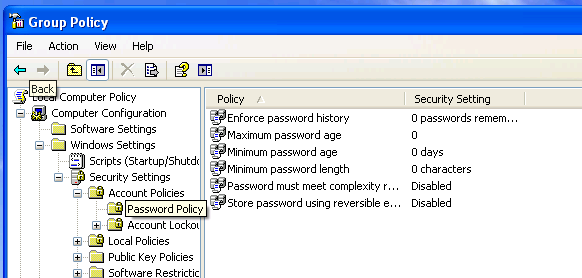 Group Policy
File Action View Help
Back
Local Computer Policy
Computer Configuration
Software Settings
Windows Settings
Scripts (Startup/Shutdo
Security Settings
Account Policies
Password Policy
Account Lockou
Local Policies
Public Key Policies
Software Restriction
Policy Security Setting
Enforce password history 0 passwords remem...
Maximum password age 0
Minimum password age 0 days
Minimum password length 0 characters
Password must meet complexity r... Disabled
Store password using reversible e... Disabled